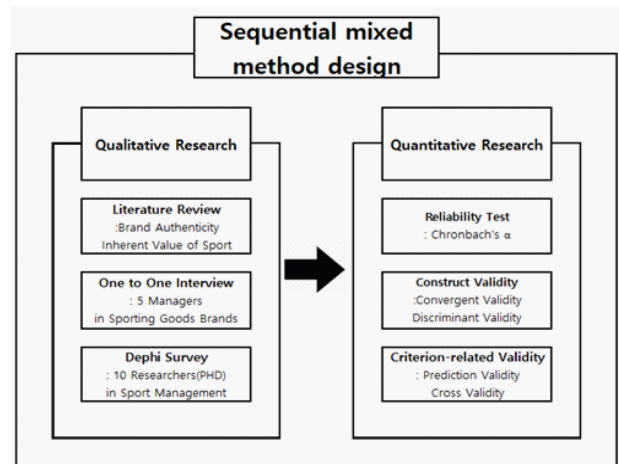 Sequential mixed
method design
Qualitative Research
Literature Review
:Brand Authenticity
Inherent Value of Sport
One to One Interview
: 5 Managers
in Sporting Goods Brands
Dephi Survey
: 10 Researchers(PHD)
in Sport Management
Quantitative Research
Reliability Test
: Chronbach's α
Construct Validity
:Convergent Validity
Discriminant Validity
Criterion-related Validity
: Prediction Validity
Cross Validity